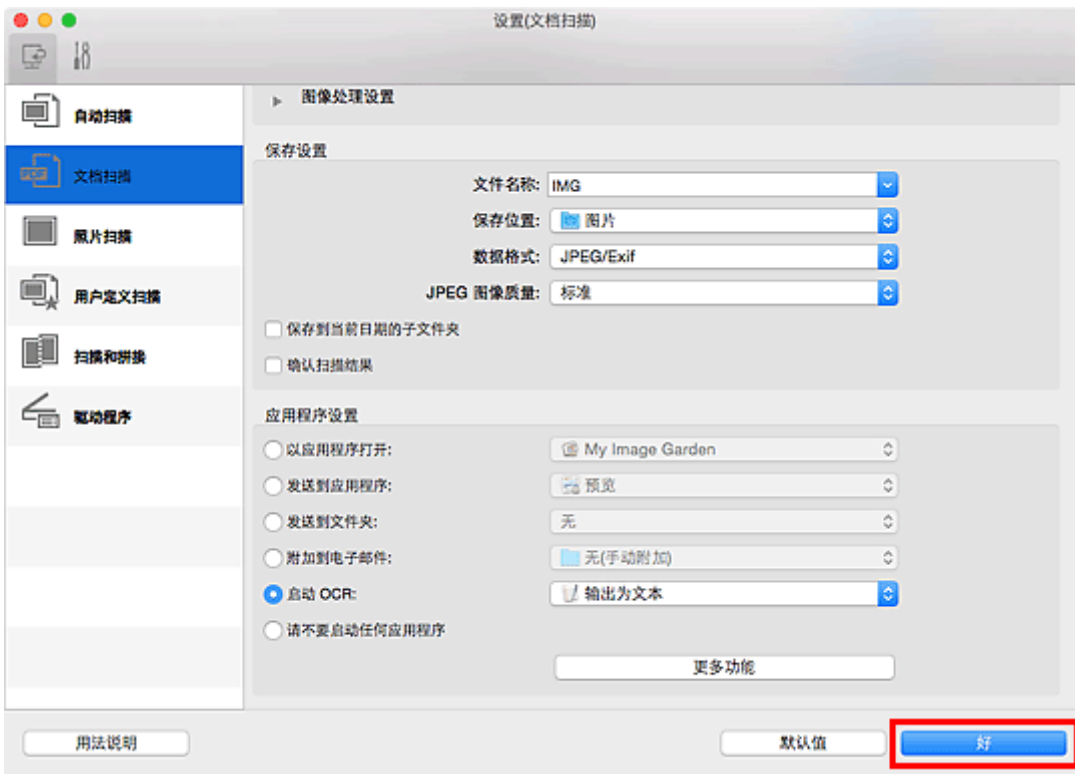 设置(文档扫描)
自动扫描
文档扫描
照片扫描
用户定义扫描
扫描和拼接
驱动程序
图像处理设置
保存设置
文件名称: IMG
保存位置: 图片
数据格式: JPEG/Exif
JPEG 图像质量: 标准
保存到当前日期的子文件夹
确认扫描结果
应用程序设置
以应用程序打开: My Image Garden
发送到应用程序: 预览
发送到文件夹: 无
附加到电子邮件: 无(手动附加)
启动 OCR: 输出为文本
请不要启动任何应用程序
更多功能
用法说明 默认值 好